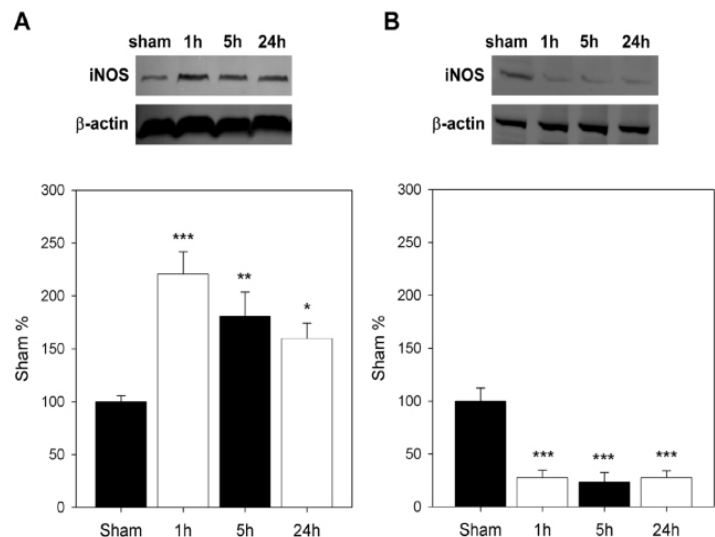 A
sham 1h 5h 24h
iNOS
β-actin
300
250
200
150
100
50
0
Sham %
***
**
*
Sham 1h 5h 24h
B
sham 1h 5h 24h
iNOS
β-actin
300
250
200
150
100
50
0
Sham %
*** *** ***
Sham 1h 5h 24h